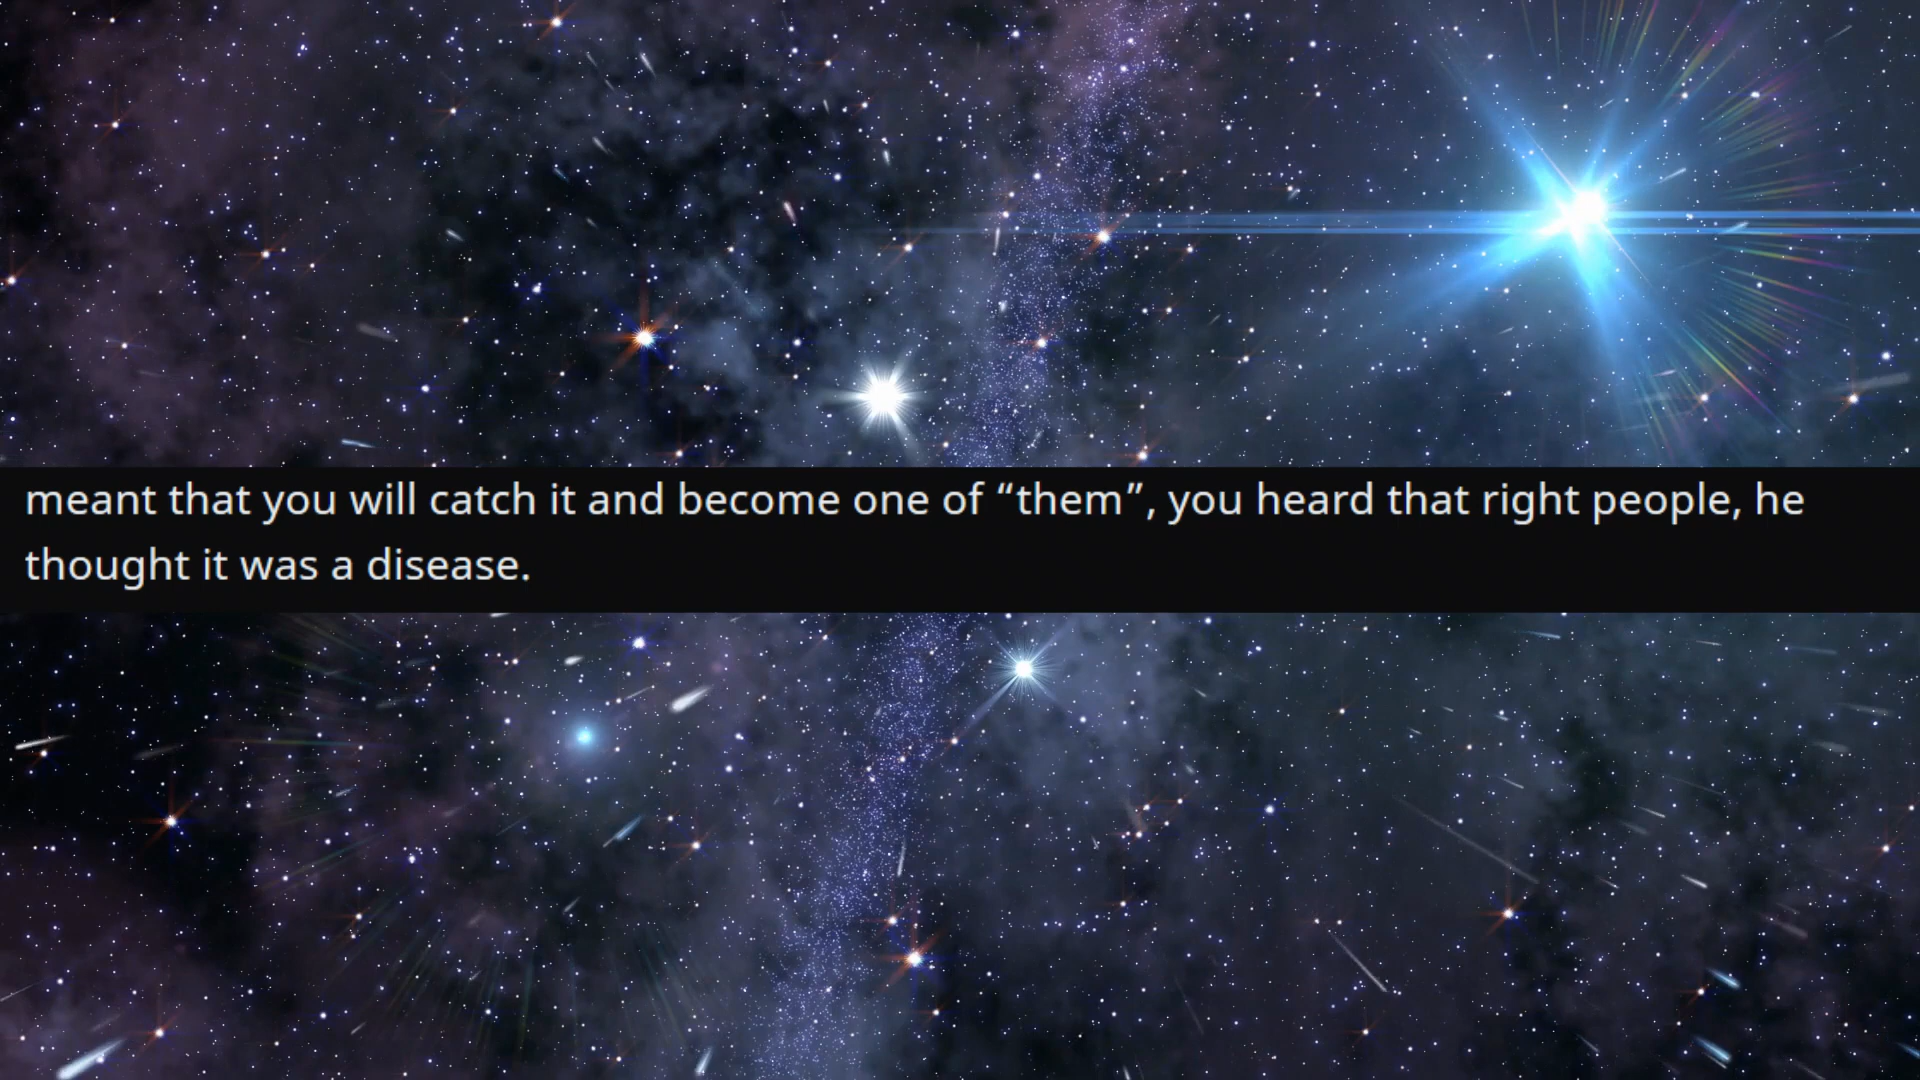 meant that you will catch it and become one of “them”, you heard that right people, he
thought it was a disease.